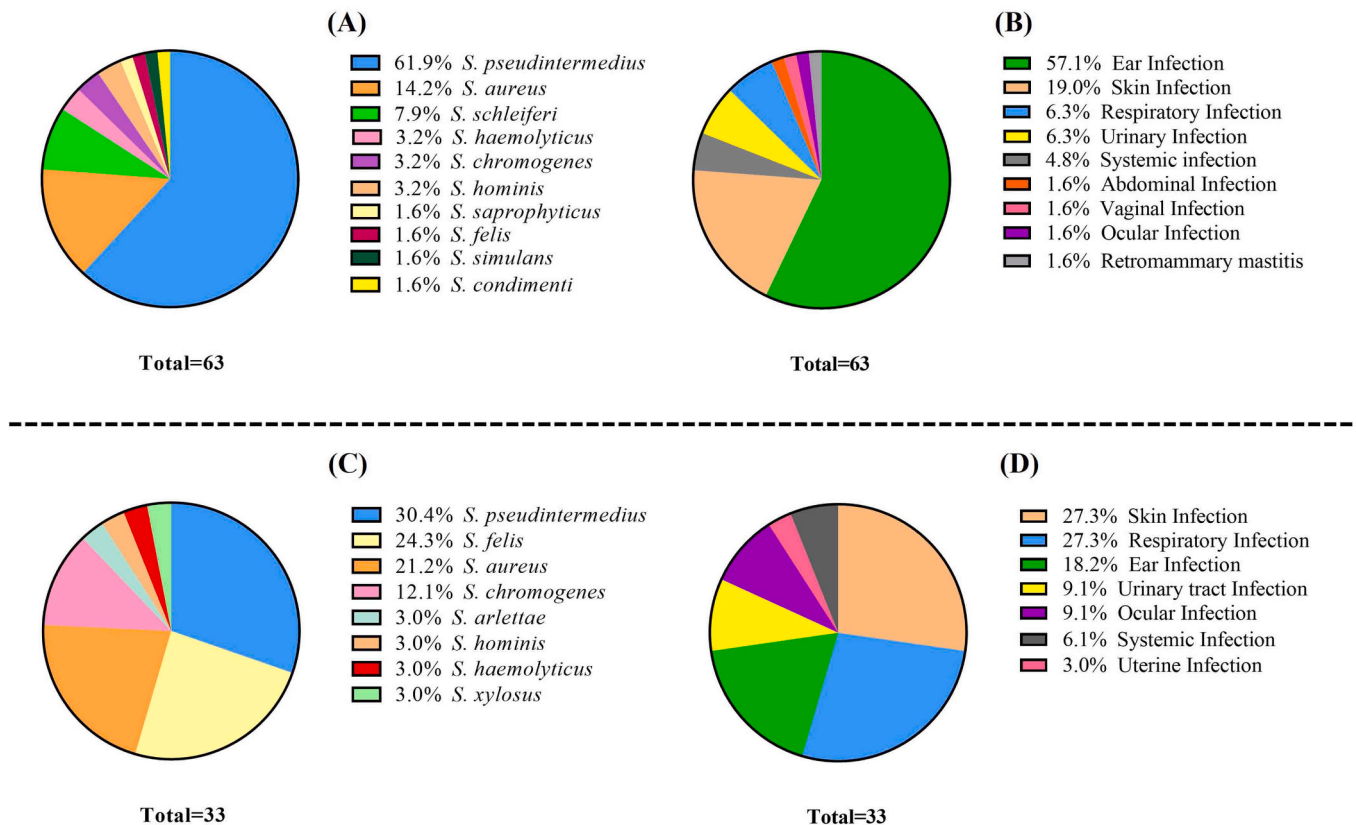 (A)
61.9% S. pseudintermedius
14.2% S. aureus
7.9% S. schleiferi
3.2% S. haemolyticus
3.2% S. chromogenes
3.2% S. hominis
1.6% S. saprophyticus
1.6% S. felis
1.6% S. simulans
1.6% S. condimenti
Total=63
(B)
57.1% Ear Infection
19.0% Skin Infection
6.3% Respiratory Infection
6.3% Urinary Infection
4.8% Systemic infection
1.6% Abdominal Infection
1.6% Vaginal Infection
1.6% Ocular Infection
1.6% Retromammary mastitis
Total=63
(C)
30.4% S. pseudintermedius
24.3% S. felis
21.2% S. aureus
12.1% S. chromogenes
3.0% S. arlettae
3.0% S. hominis
3.0% S. haemolyticus
3.0% S. xylosus
Total=33
(D)
27.3% Skin Infection
27.3% Respiratory Infection
18.2% Ear Infection
9.1% Urinary tract Infection
9.1% Ocular Infection
6.1% Systemic Infection
3.0% Uterine Infection
Total=33